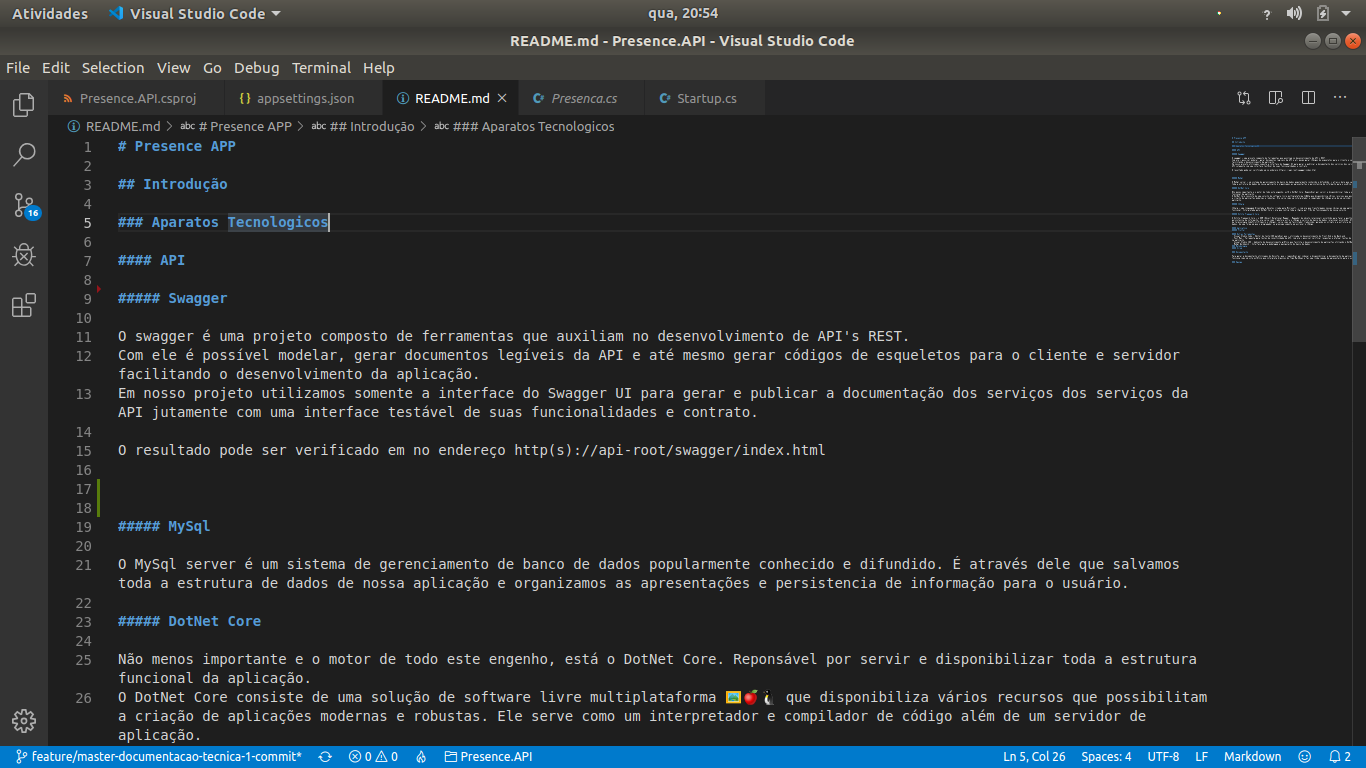 Atividades Visual Studio Code qua, 20:54 ?
README.md - Presence.API - Visual Studio Code
File Edit Selection View Go Debug Terminal Help
Presence.API.csproj {} appsettings.json README.md C# Presenca.cs C# Startup.cs
README.md > abc # Presence APP > abc ## Introdução > abc ### Aparatos Tecnologicos
1 # Presence APP
2
3 ## Introdução
4
5 ### Aparatos Tecnologicos
6
7 #### API
8
9 ##### Swagger
10
11 O swagger é uma projeto composto de ferramentas que auxiliam no desenvolvimento de API's REST.
12 Com ele é possível modelar, gerar documentos legíveis da API e até mesmo gerar códigos de esqueletos para o cliente e servidor
facilitando o desenvolvimento da aplicação.
13 Em nosso projeto utilizamos somente a interface do Swagger UI para gerar e publicar a documentação dos serviços dos serviços da
API jutamente com uma interface testável de suas funcionalidades e contrato.
14
15 O resultado pode ser verificado em no endereço http(s)://api-root/swagger/index.html
16
17
18
19 ##### MySql
20
21 O MySql server é um sistema de gerenciamento de banco de dados popularmente conhecido e difundido. É através dele que salvamos
toda a estrutura de dados de nossa aplicação e organizamos as apresentações e persistencia de informação para o usuário.
22
23 ##### DotNet Core
24
25 Não menos importante e o motor de todo este engenho, está o DotNet Core. Reponsável por servir e disponibilizar toda a estrutura
funcional da aplicação.
26 O DotNet Core consiste de uma solução de software livre multiplataforma 🖼️🍎🐧 que disponibiliza vários recursos que possibilitam
a criação de aplicações modernas e robustas. Ele serve como um interpretador e compilador de código além de um servidor de
aplicação.
16
feature/master-documentacao-tecnica-1-commit* 0 0 Presence.API Ln 5, Col 26 Spaces: 4 UTF-8 LF Markdown 2